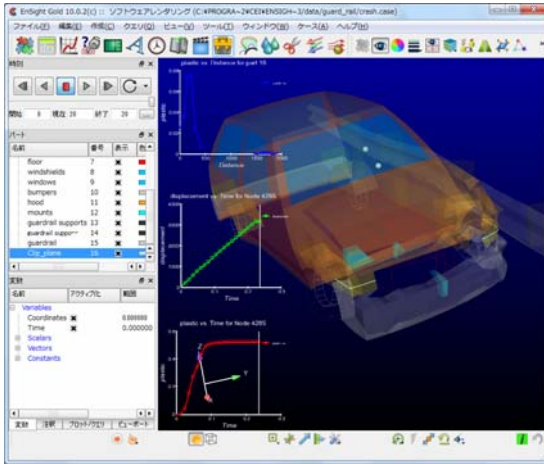 EnSight Gold 10.0.2(c) :: ソフトウェアレンダリング (C:¥PROGRA~2¥CEI¥ENSIGH~3/data/guard_rail/crash.case)
ファイル(F) 編集(E) 作成(C) クエリ(Q) ビュー(V) ツール(T) ウィンドウ(W) ケース(A) ヘルプ(H)
時刻
開始 0 現在 20 終了 20
パート
名前 番号 表示 色
floor 7
windshields 8
windows 9
bumpers 10
hood 11
mounts 12
guardrail supports 13
guardrail suppor 14
guardrail 15
Clip_plane 16
変数
名前 アクティブ化 範囲
Variables
Coordinates 0.000000
Time 0.000000
Scalars
Vectors
Constants
変数 注釈 プロット/クエリ ビューポート
plastic vs. Distance for part 16
plastic
Distance
displacement vs. Time for Node 4285
displacement
Time
plastic vs. Time for Node 4285
plastic
Time
Z
Y